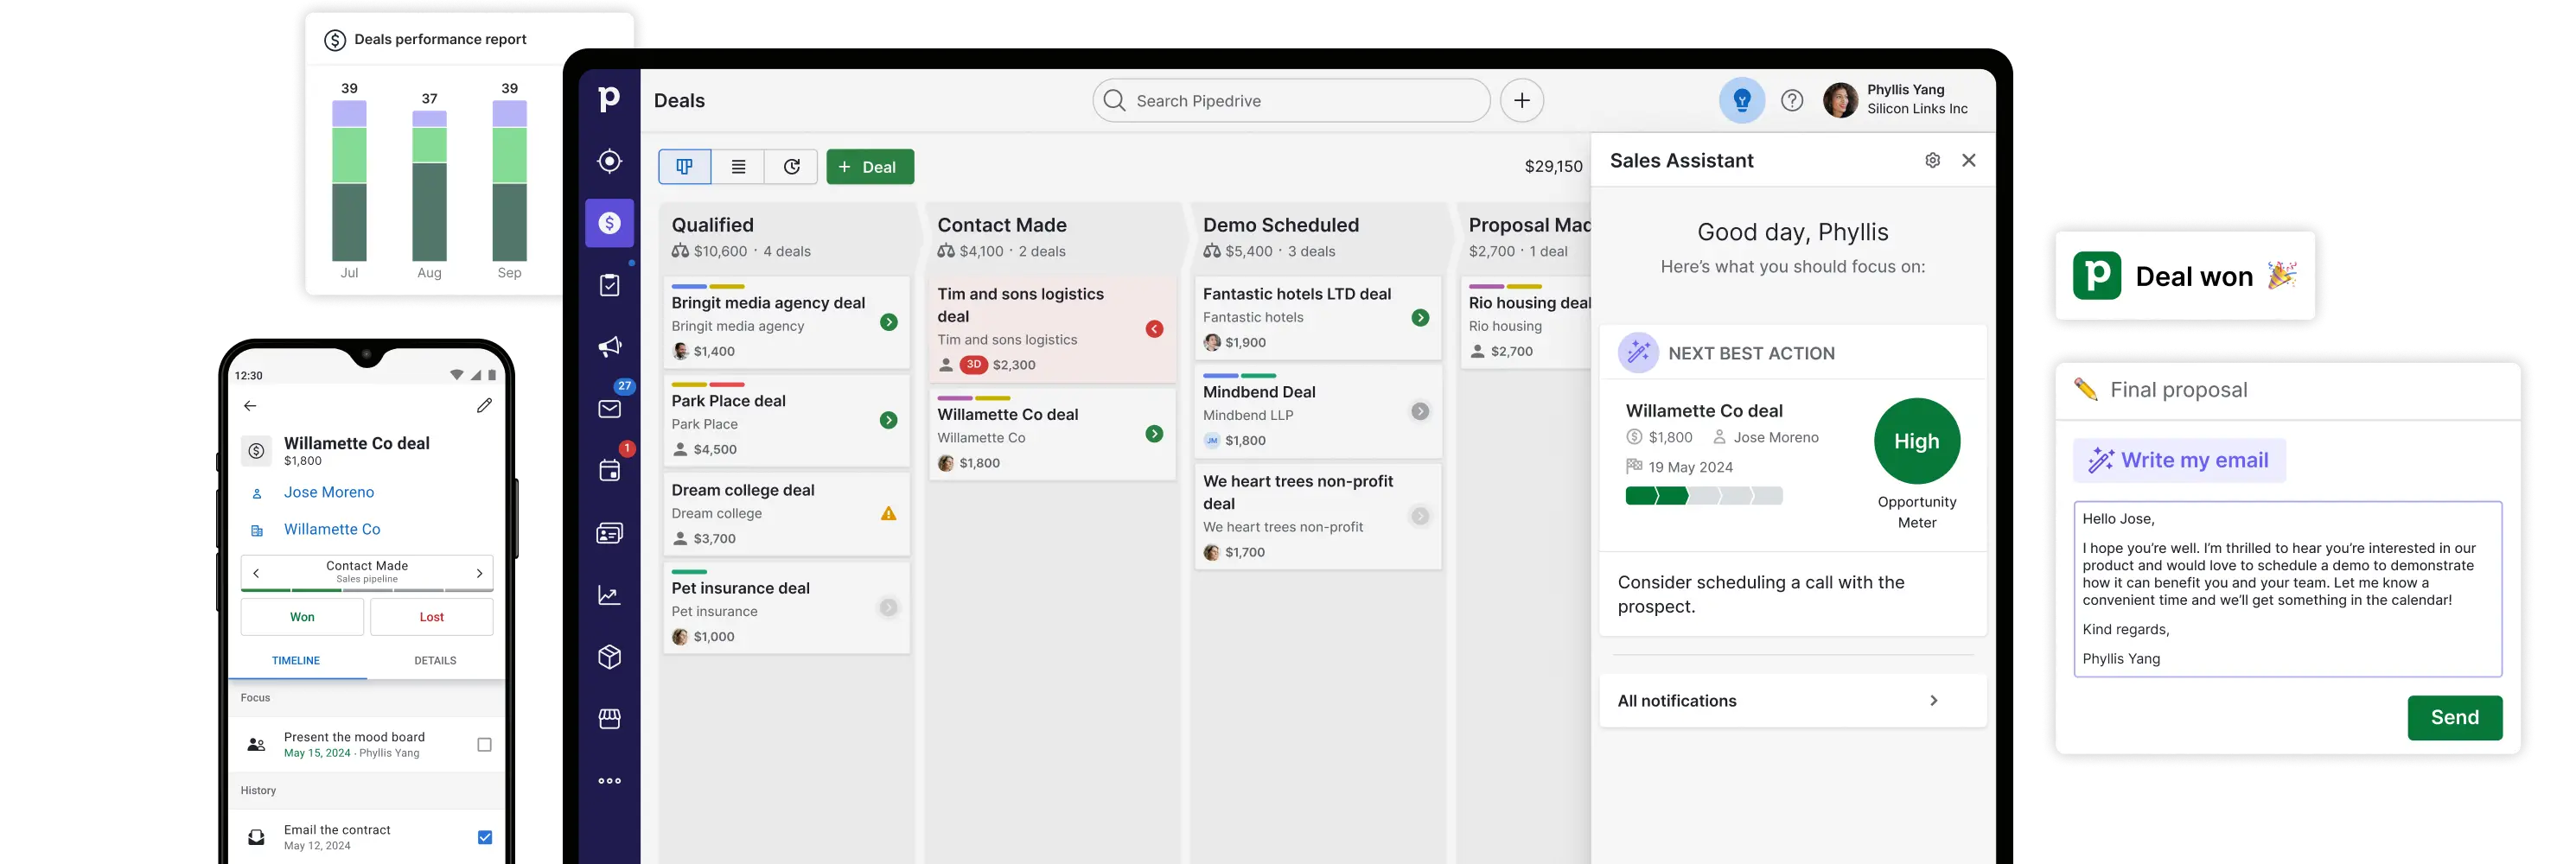 Deals performance report
39
37
39
Jul
Aug
Sep
12:30
Willamette Co deal
$1,800
Jose Moreno
Willamette Co
Contact Made
Sales pipeline
Won
Lost
TIMELINE
DETAILS
Focus
Present the mood board
May 15, 2024 · Phyllis Yang
History
Email the contract
May 12, 2024
p
27
1
Deals
Search Pipedrive
Phyllis Yang
Silicon Links Inc
+ Deal
$29,150
Qualified
$10,600 · 4 deals
Bringit media agency deal
Bringit media agency
$1,400
Park Place deal
Park Place
$4,500
Dream college deal
Dream college
$3,700
Pet insurance deal
Pet insurance
$1,000
Contact Made
$4,100 · 2 deals
Tim and sons logistics
deal
Tim and sons logistics
3D $2,300
Willamette Co deal
Willamette Co
$1,800
Demo Scheduled
$5,400 · 3 deals
Fantastic hotels LTD deal
Fantastic hotels
$1,900
Mindbend Deal
Mindbend LLP
JM $1,800
We heart trees non-profit
deal
We heart trees non-profit
$1,700
Proposal Mad
$2,700 · 1 deal
Rio housing deal
Rio housing
$2,700
Sales Assistant
Good day, Phyllis
Here’s what you should focus on:
NEXT BEST ACTION
Willamette Co deal
$1,800 Jose Moreno
19 May 2024
High
Opportunity
Meter
Consider scheduling a call with the
prospect.
All notifications
p Deal won
Final proposal
Write my email
Hello Jose,
I hope you’re well. I’m thrilled to hear you’re interested in our
product and would love to schedule a demo to demonstrate
how it can benefit you and your team. Let me know a
convenient time and we’ll get something in the calendar!
Kind regards,
Phyllis Yang
Send